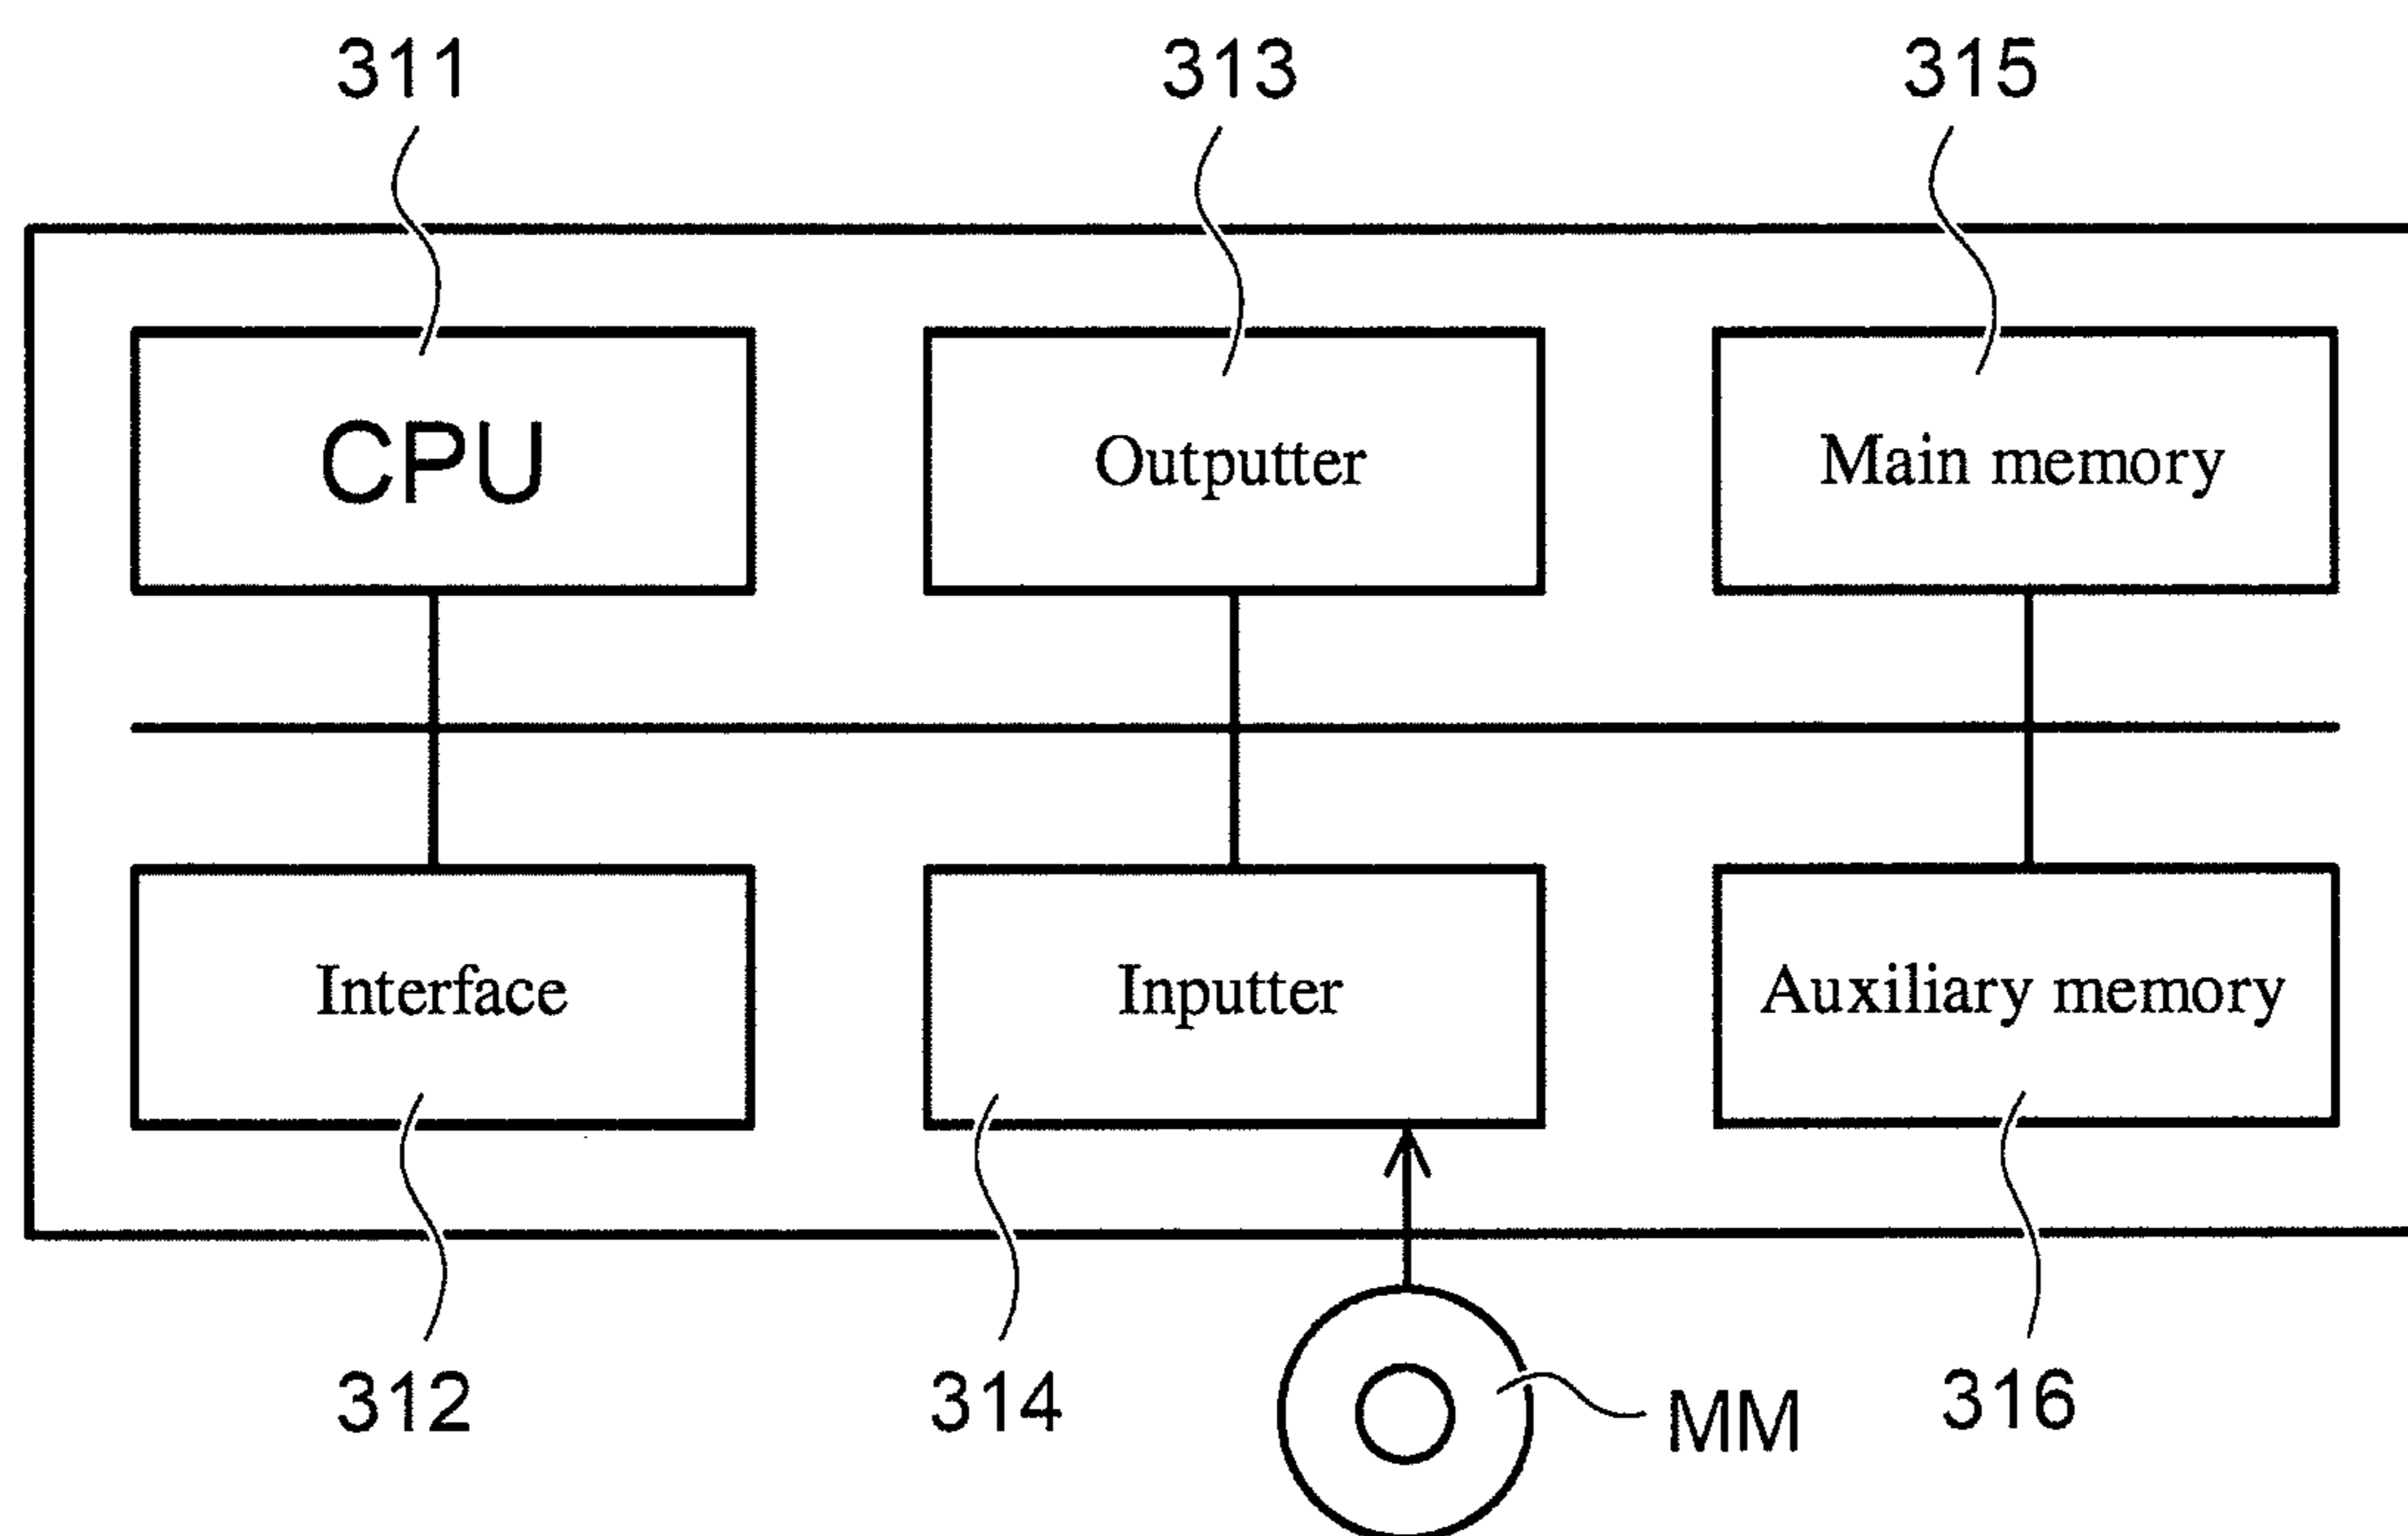 311 313 315
CPU Outputter Main memory
Interface Inputter Auxiliary memory
312 314 MM 316